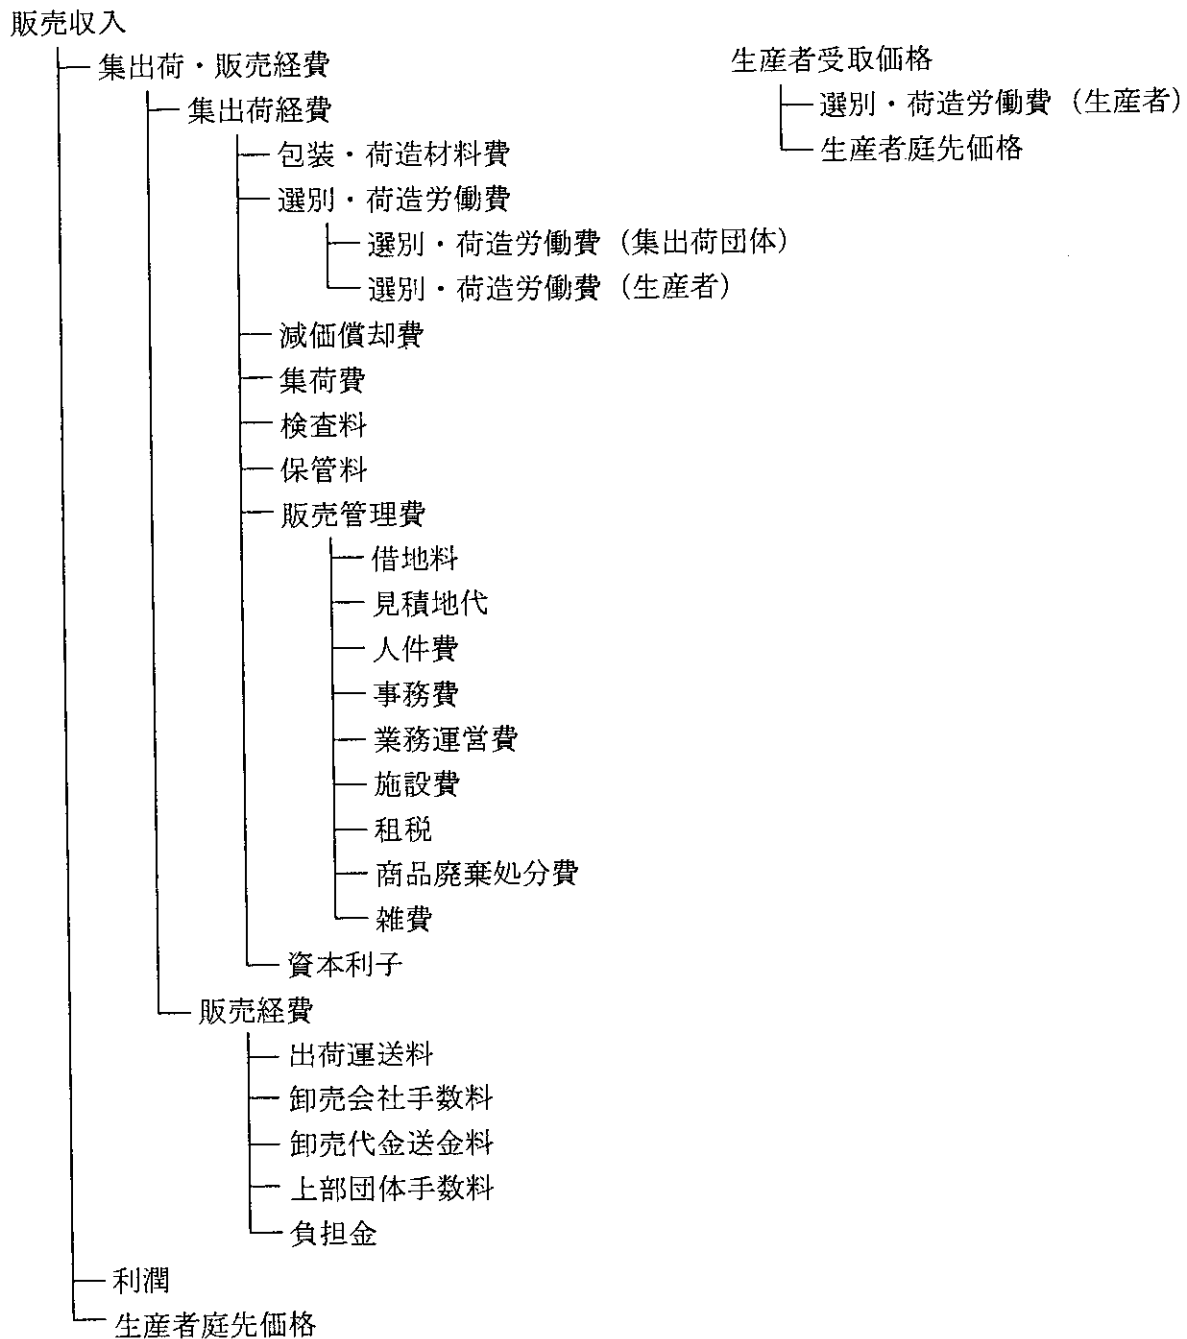 販売収入
集出荷・販売経費
集出荷経費
包装・荷造材料費
選別・荷造労働費
選別・荷造労働費（集出荷団体）
選別・荷造労働費（生産者）
減価償却費
集荷費
検査料
保管料
販売管理費
借地料
見積地代
人件費
事務費
業務運営費
施設費
租税
商品廃棄処分費
雑費
資本利子
販売経費
出荷運送料
卸売会社手数料
卸売代金送金料
上部団体手数料
負担金
利潤
生産者庭先価格
生産者受取価格
選別・荷造労働費（生産者）
生産者庭先価格